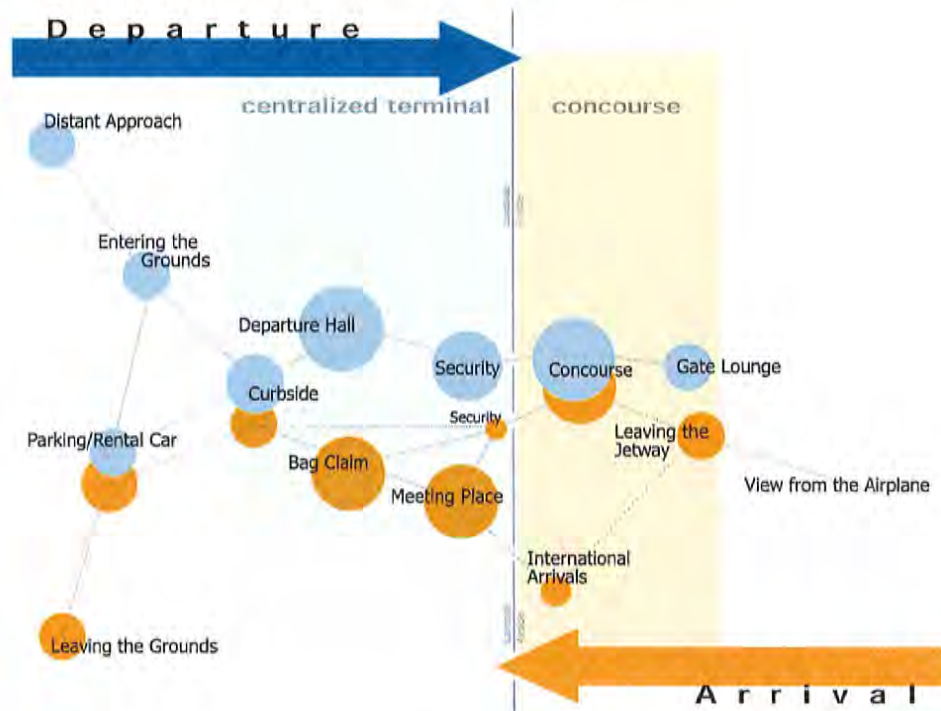 Departure
centralized terminal
concourse
Distant Approach
Entering the
Grounds
Departure Hall
Security
Concourse
Gate Lounge
Curbside
Security
Leaving the
Jetway
Parking/Rental Car
Bag Claim
Meeting Place
View from the Airplane
International
Arrivals
Leaving the Grounds
Arrival